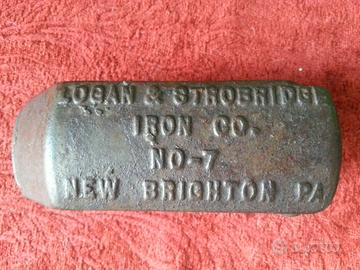 LOGAN & STROBRIDGE
IRON CO.
NO-7
NEW BRIGHTON PA